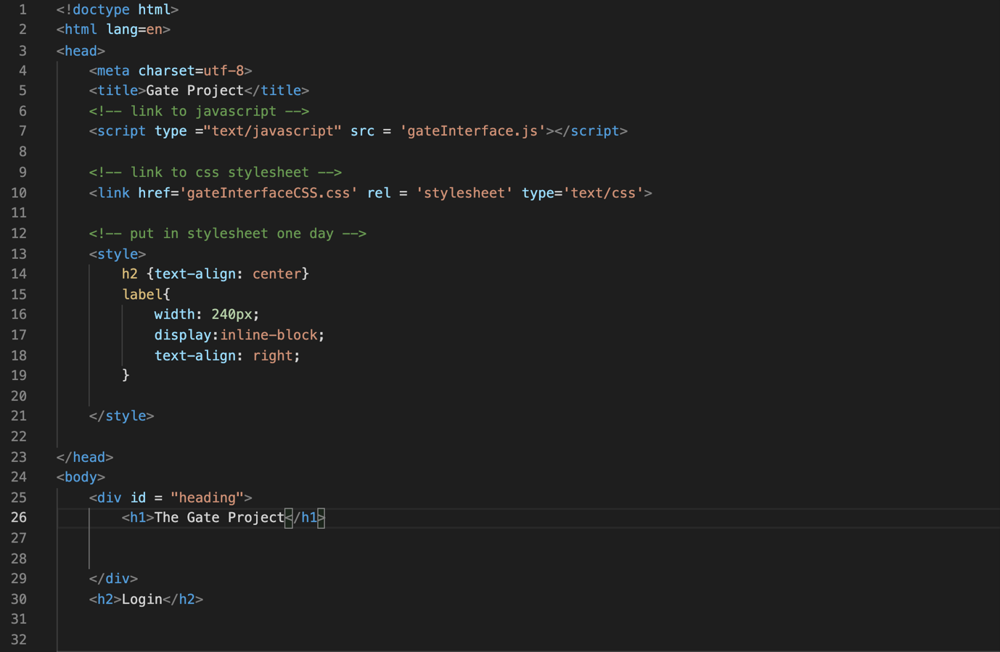 1 <!doctype html>
2 <html lang=en>
3 <head>
4 <meta charset=utf-8>
5 <title>Gate Project</title>
6 <!-- link to javascript -->
7 <script type ="text/javascript" src = 'gateInterface.js'></script>
8
9 <!-- link to css stylesheet -->
10 <link href='gateInterfaceCSS.css' rel = 'stylesheet' type='text/css'>
11
12 <!-- put in stylesheet one day -->
13 <style>
14 h2 {text-align: center}
15 label{
16 width: 240px;
17 display:inline-block;
18 text-align: right;
19 }
20
21 </style>
22
23 </head>
24 <body>
25 <div id = "heading">
26 <h1>The Gate Project</h1>
27
28
29 </div>
30 <h2>Login</h2>
31
32